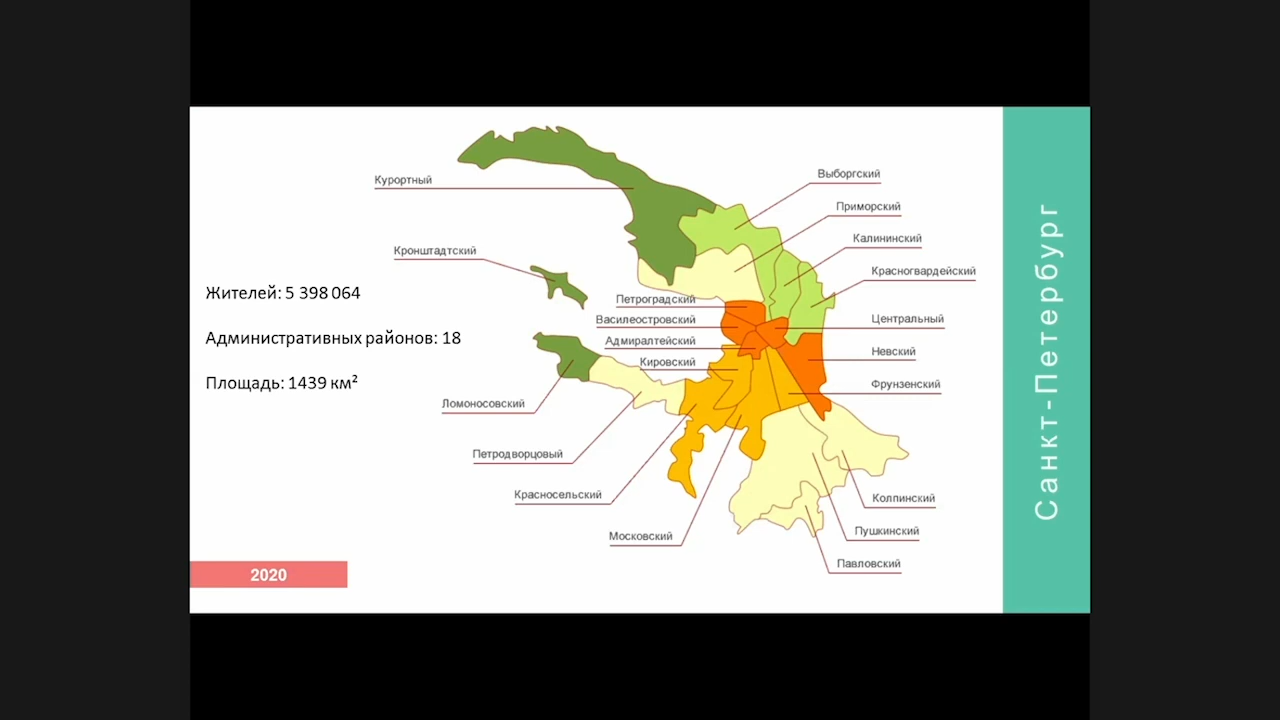 Курортный
Кронштадтский
Жителей: 5 398 064
Административных районов: 18
Площадь: 1439 км²
Петроградский
Василеостровский
Адмиралтейский
Кировский
Ломоносовский
Петродворцовый
Красносельский
Московский
Выборгский
Приморский
Калининский
Красногвардейский
Центральный
Невский
Фрунзенский
Колпинский
Пушкинский
Павловский
2020
Санкт-Петербург